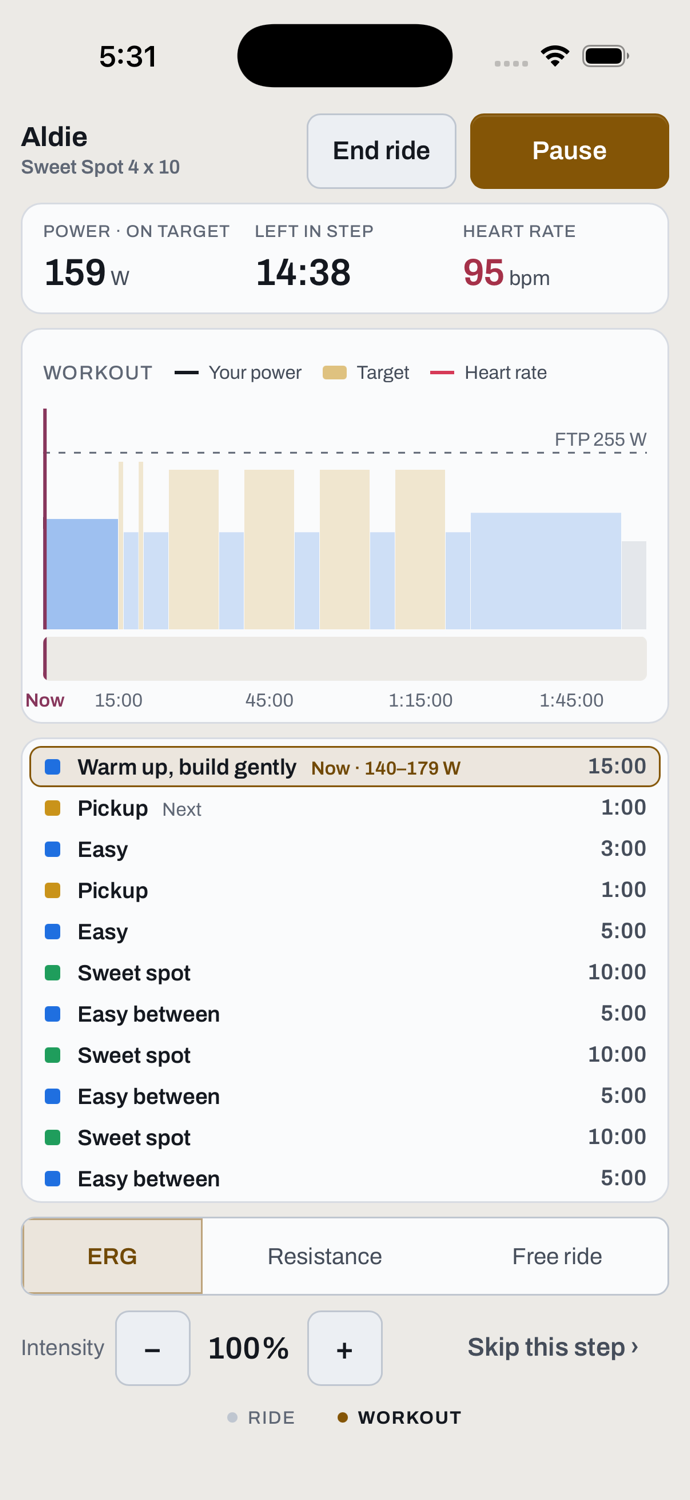 5:31
Aldie
Sweet Spot 4 x 10
End ride
Pause
POWER · ON TARGET
LEFT IN STEP
HEART RATE
159 W
14:38
95 bpm
WORKOUT
Your power
Target
Heart rate
FTP 255 W
Now
15:00
45:00
1:15:00
1:45:00
Warm up, build gently Now · 140–179 W 15:00
Pickup Next 1:00
Easy 3:00
Pickup 1:00
Easy 5:00
Sweet spot 10:00
Easy between 5:00
Sweet spot 10:00
Easy between 5:00
Sweet spot 10:00
Easy between 5:00
ERG
Resistance
Free ride
Intensity
−
100%
+
Skip this step ›
RIDE
WORKOUT